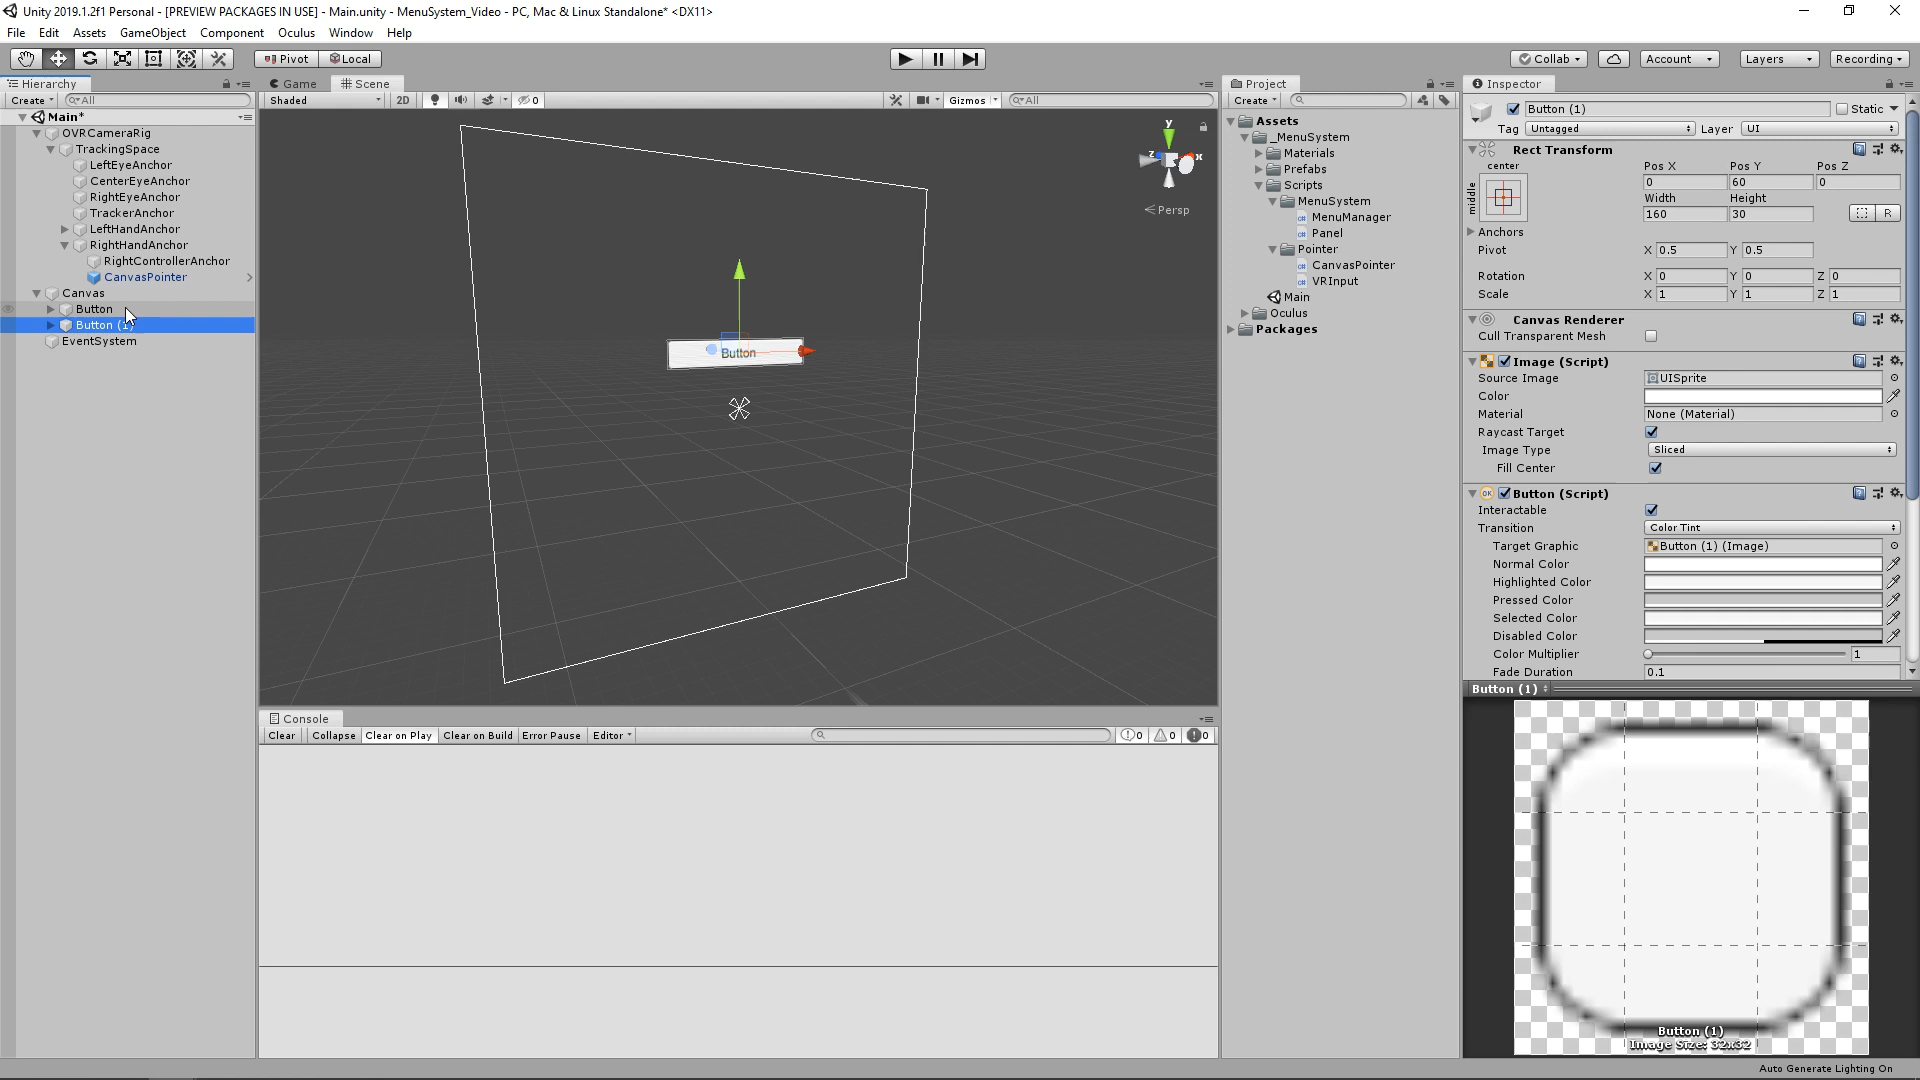 Unity 2019.1.2f1 Personal - [PREVIEW PACKAGES IN USE] - Main.unity - MenuSystem_Video - PC, Mac & Linux Standalone* <DX11>
File Edit Assets GameObject Component Oculus Window Help
Pivot Local Collab Account Layers Recording
Hierarchy
Create All
Main*
OVRCameraRig
TrackingSpace
LeftEyeAnchor
CenterEyeAnchor
RightEyeAnchor
TrackerAnchor
LeftHandAnchor
RightHandAnchor
RightControllerAnchor
CanvasPointer
Canvas
Button
Button (1)
EventSystem
Game Scene
Shaded 2D 0 Gizmos All
y
z x
Persp
Button
Console
Clear Collapse Clear on Play Clear on Build Error Pause Editor 0 0 0
Project
Create
Assets
_MenuSystem
Materials
Prefabs
Scripts
MenuSystem
MenuManager
Panel
Pointer
CanvasPointer
VRInput
Main
Oculus
Packages
Inspector
Button (1) Static
Tag Untagged Layer UI
Rect Transform
center Pos X Pos Y Pos Z
middle 0 60 0
Width Height
160 30 R
Anchors
Pivot X 0.5 Y 0.5
Rotation X 0 Y 0 Z 0
Scale X 1 Y 1 Z 1
Canvas Renderer
Cull Transparent Mesh
Image (Script)
Source Image UISprite
Color
Material None (Material)
Raycast Target
Image Type Sliced
Fill Center
OK Button (Script)
Interactable
Transition Color Tint
Target Graphic Button (1) (Image)
Normal Color
Highlighted Color
Pressed Color
Selected Color
Disabled Color
Color Multiplier 1
Fade Duration 0.1
Button (1)
Button (1)
Image Size: 32x32
Auto Generate Lighting On